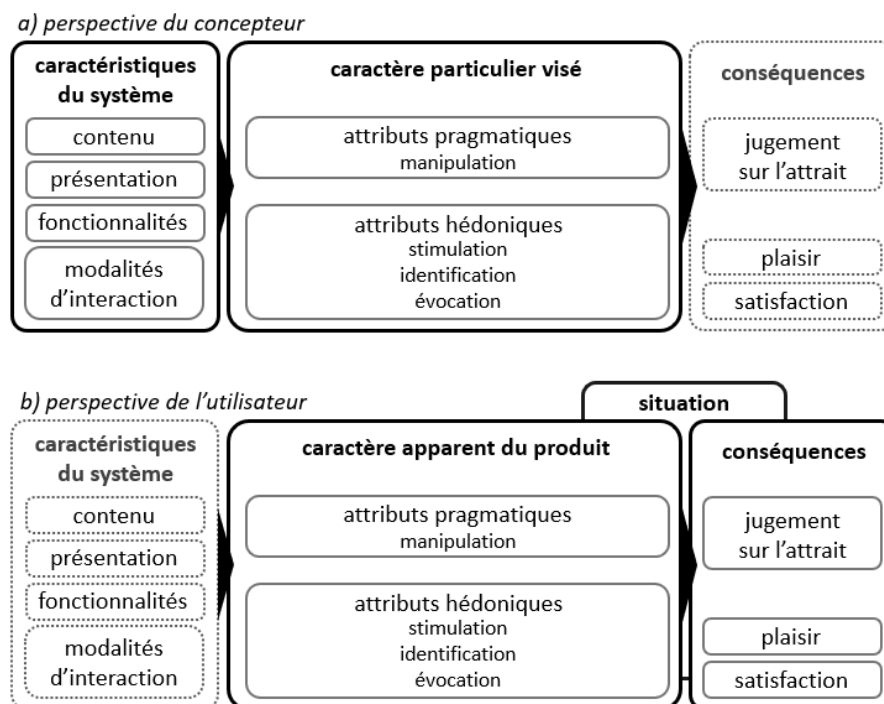 a) perspective du concepteur
caractéristiques
du système
contenu
présentation
fonctionnalités
modalités
d’interaction
caractère particulier visé
attributs pragmatiques
manipulation
attributs hédoniques
stimulation
identification
évocation
conséquences
jugement
sur l’attrait
plaisir
satisfaction
b) perspective de l’utilisateur
situation
caractéristiques
du système
contenu
présentation
fonctionnalités
modalités
d’interaction
caractère apparent du produit
attributs pragmatiques
manipulation
attributs hédoniques
stimulation
identification
évocation
conséquences
jugement
sur l’attrait
plaisir
satisfaction